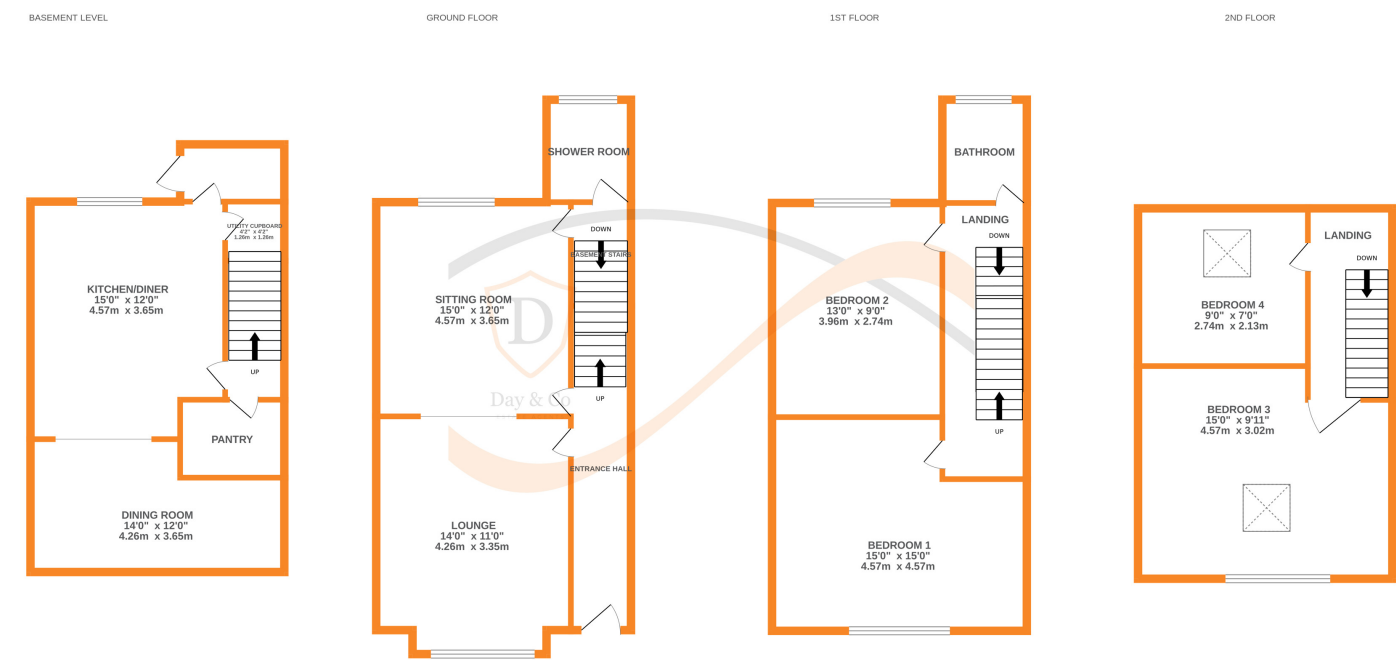 BASEMENT LEVEL
GROUND FLOOR
1ST FLOOR
2ND FLOOR
UTILITY CUPBOARD
4'2" x 4'2"
1.26m x 1.26m
KITCHEN/DINER
15'0" x 12'0"
4.57m x 3.65m
UP
PANTRY
DINING ROOM
14'0" x 12'0"
4.26m x 3.65m
SHOWER ROOM
DOWN
BASEMENT STAIRS
SITTING ROOM
15'0" x 12'0"
4.57m x 3.65m
D
Day & Co
UP
ENTRANCE HALL
LOUNGE
14'0" x 11'0"
4.26m x 3.35m
BATHROOM
LANDING
DOWN
BEDROOM 2
13'0" x 9'0"
3.96m x 2.74m
UP
BEDROOM 1
15'0" x 15'0"
4.57m x 4.57m
LANDING
DOWN
BEDROOM 4
9'0" x 7'0"
2.74m x 2.13m
BEDROOM 3
15'0" x 9'11"
4.57m x 3.02m